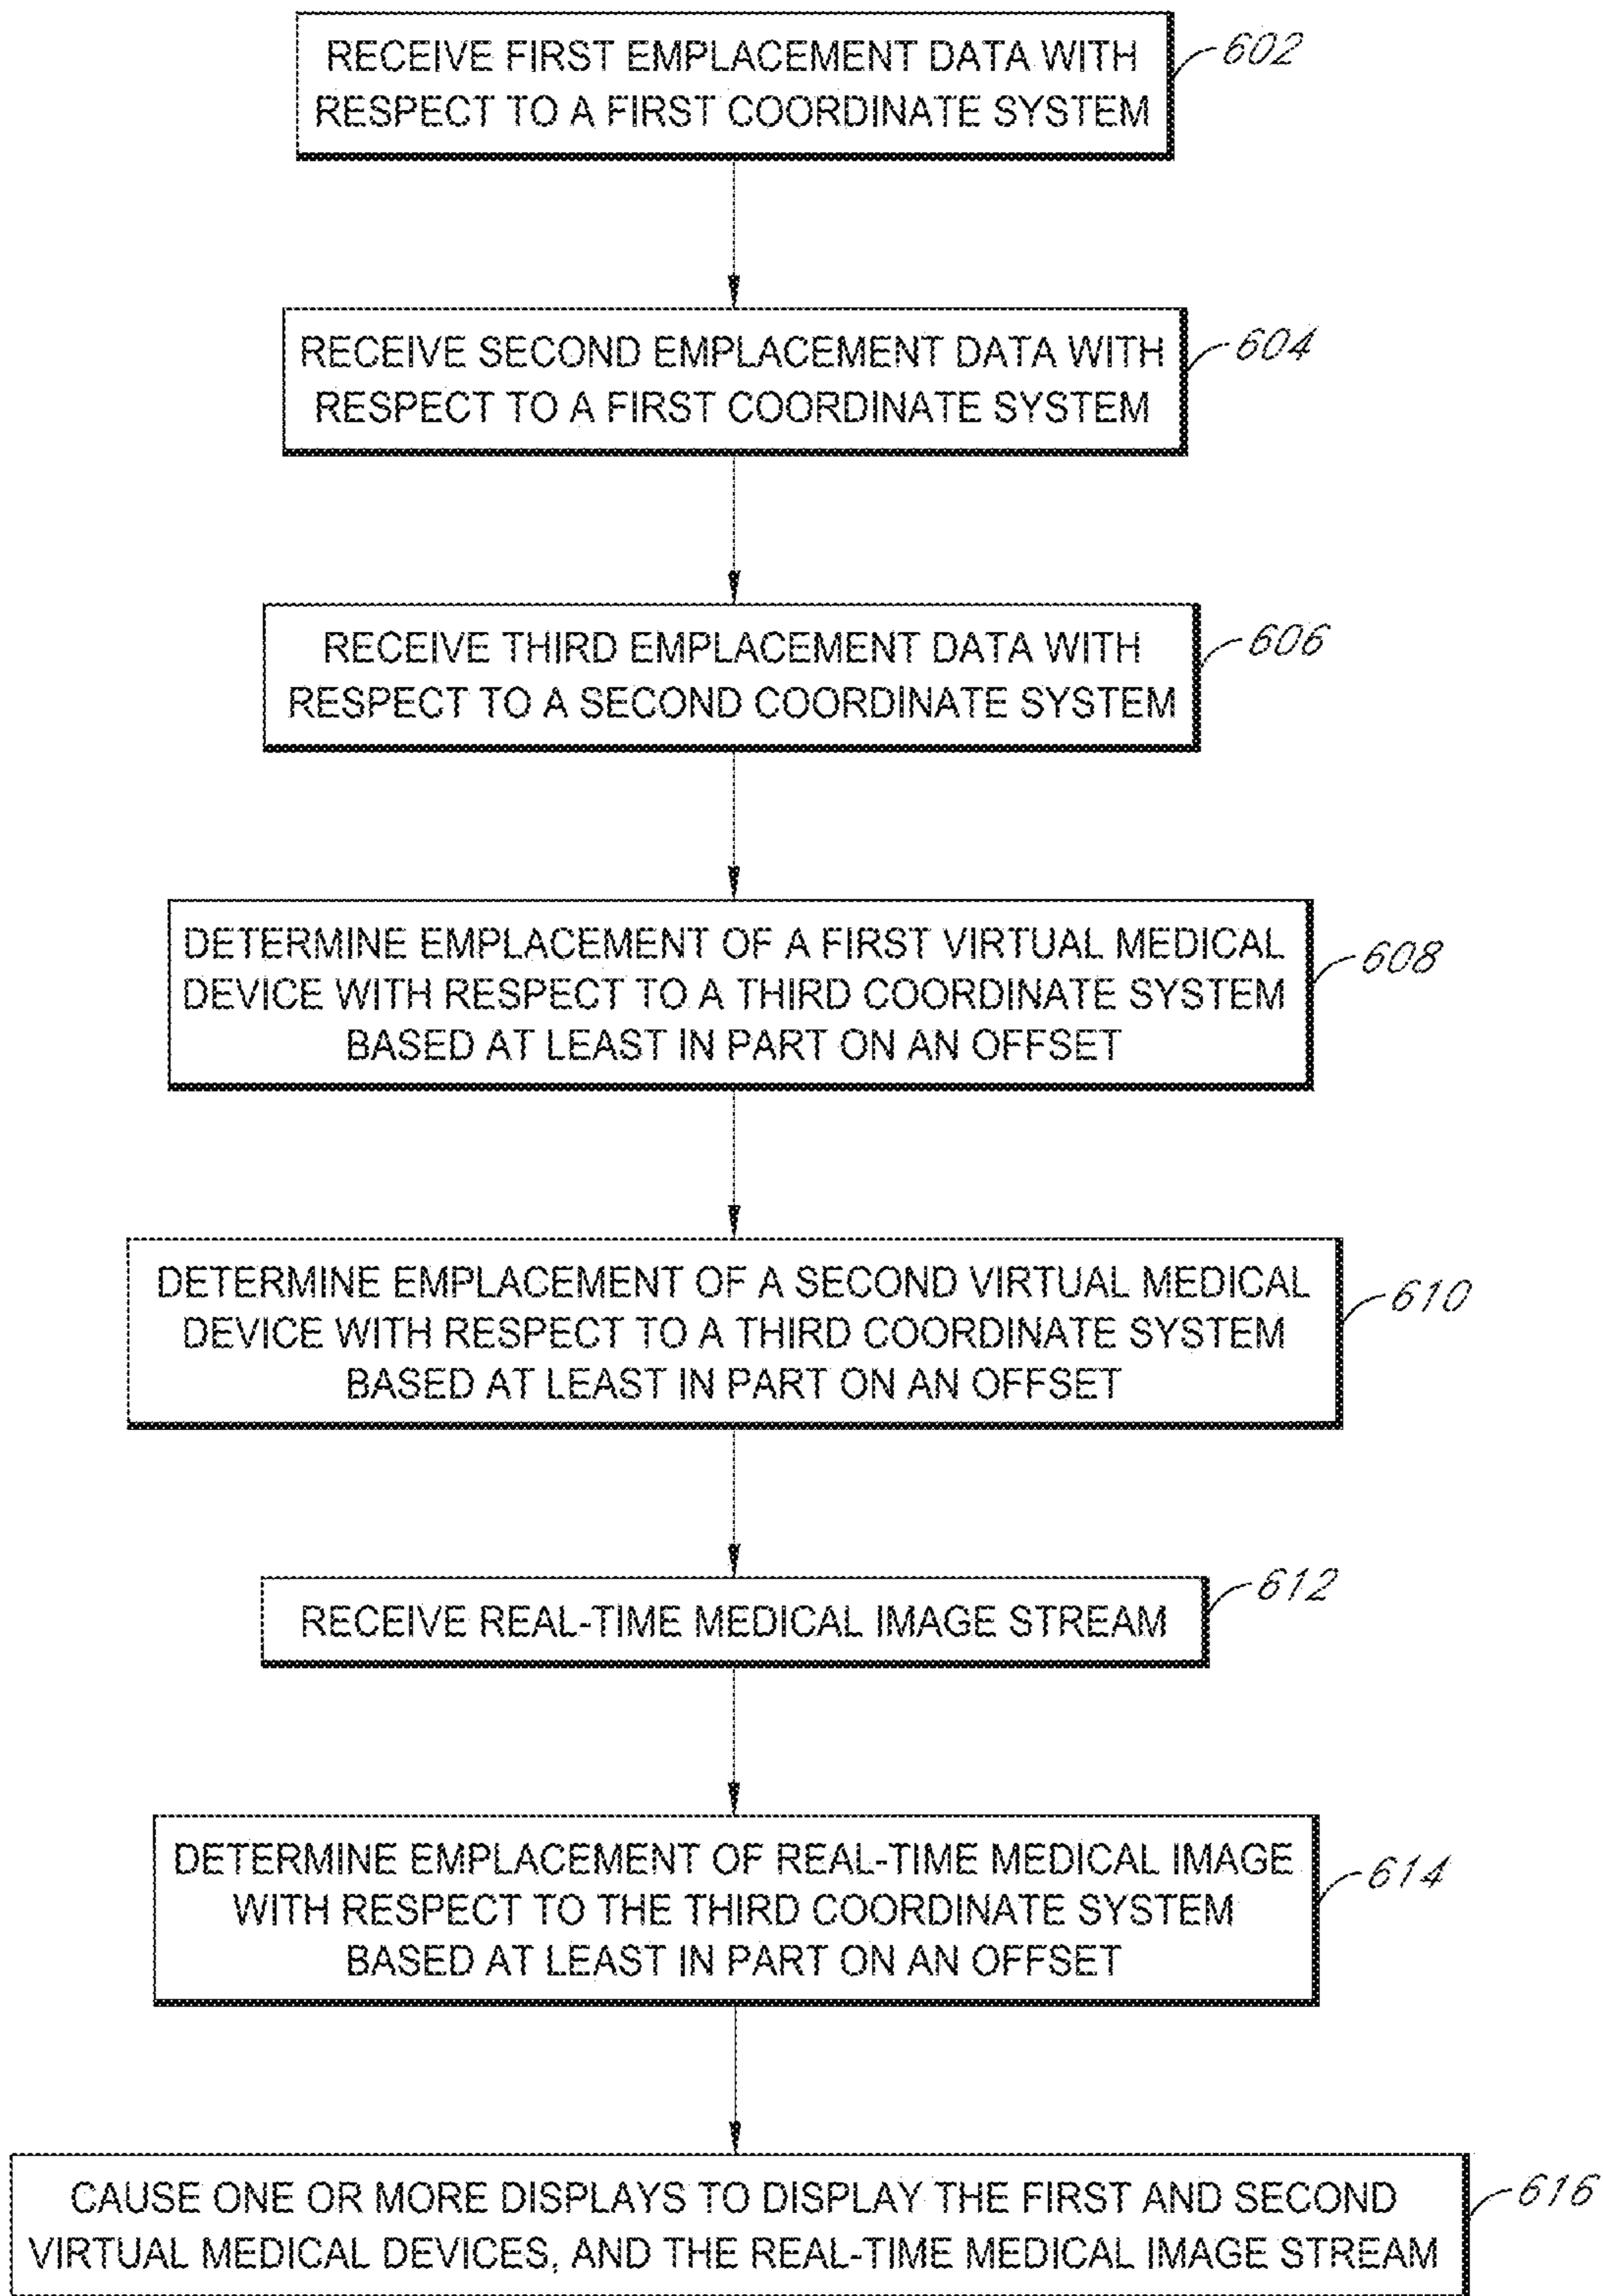 RECEIVE FIRST EMPLACEMENT DATA WITH
RESPECT TO A FIRST COORDINATE SYSTEM
602
RECEIVE SECOND EMPLACEMENT DATA WITH
RESPECT TO A FIRST COORDINATE SYSTEM
604
RECEIVE THIRD EMPLACEMENT DATA WITH
RESPECT TO A SECOND COORDINATE SYSTEM
606
DETERMINE EMPLACEMENT OF A FIRST VIRTUAL MEDICAL
DEVICE WITH RESPECT TO A THIRD COORDINATE SYSTEM
BASED AT LEAST IN PART ON AN OFFSET
608
DETERMINE EMPLACEMENT OF A SECOND VIRTUAL MEDICAL
DEVICE WITH RESPECT TO A THIRD COORDINATE SYSTEM
BASED AT LEAST IN PART ON AN OFFSET
610
RECEIVE REAL-TIME MEDICAL IMAGE STREAM
612
DETERMINE EMPLACEMENT OF REAL-TIME MEDICAL IMAGE
WITH RESPECT TO THE THIRD COORDINATE SYSTEM
BASED AT LEAST IN PART ON AN OFFSET
614
CAUSE ONE OR MORE DISPLAYS TO DISPLAY THE FIRST AND SECOND
VIRTUAL MEDICAL DEVICES, AND THE REAL-TIME MEDICAL IMAGE STREAM
616